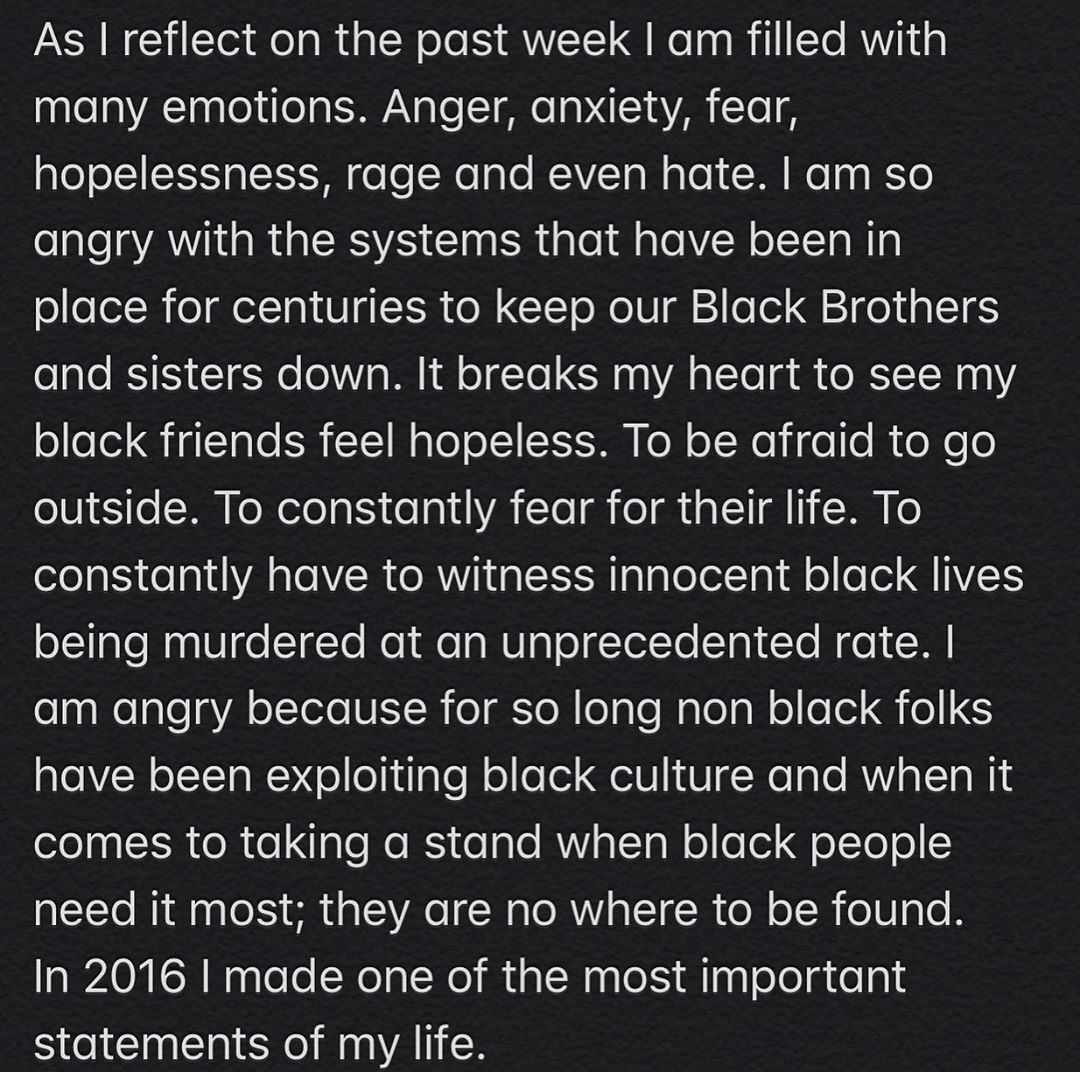 As I reflect on the past week I am filled with
many emotions. Anger, anxiety, fear,
hopelessness, rage and even hate. I am so
angry with the systems that have been in
place for centuries to keep our Black Brothers
and sisters down. It breaks my heart to see my
black friends feel hopeless. To be afraid to go
outside. To constantly fear for their life. To
constantly have to witness innocent black lives
being murdered at an unprecedented rate. I
am angry because for so long non black folks
have been exploiting black culture and when it
comes to taking a stand when black people
need it most; they are no where to be found.
In 2016 I made one of the most important
statements of my life.